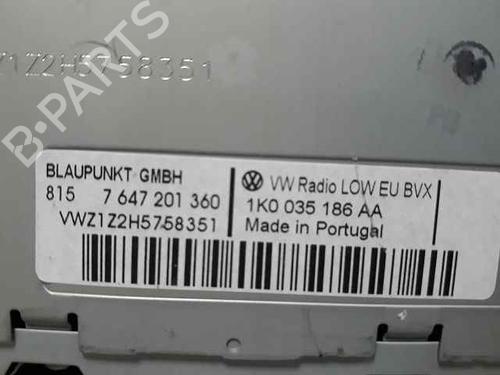 Z1Z2H5758351
B-PARTS
BLAUPUNKT GMBH
815 7 647 201 360
VWZ1Z2H5758351
VW Radio LOW EU BVX
1K0 035 186 AA
Made in Portugal